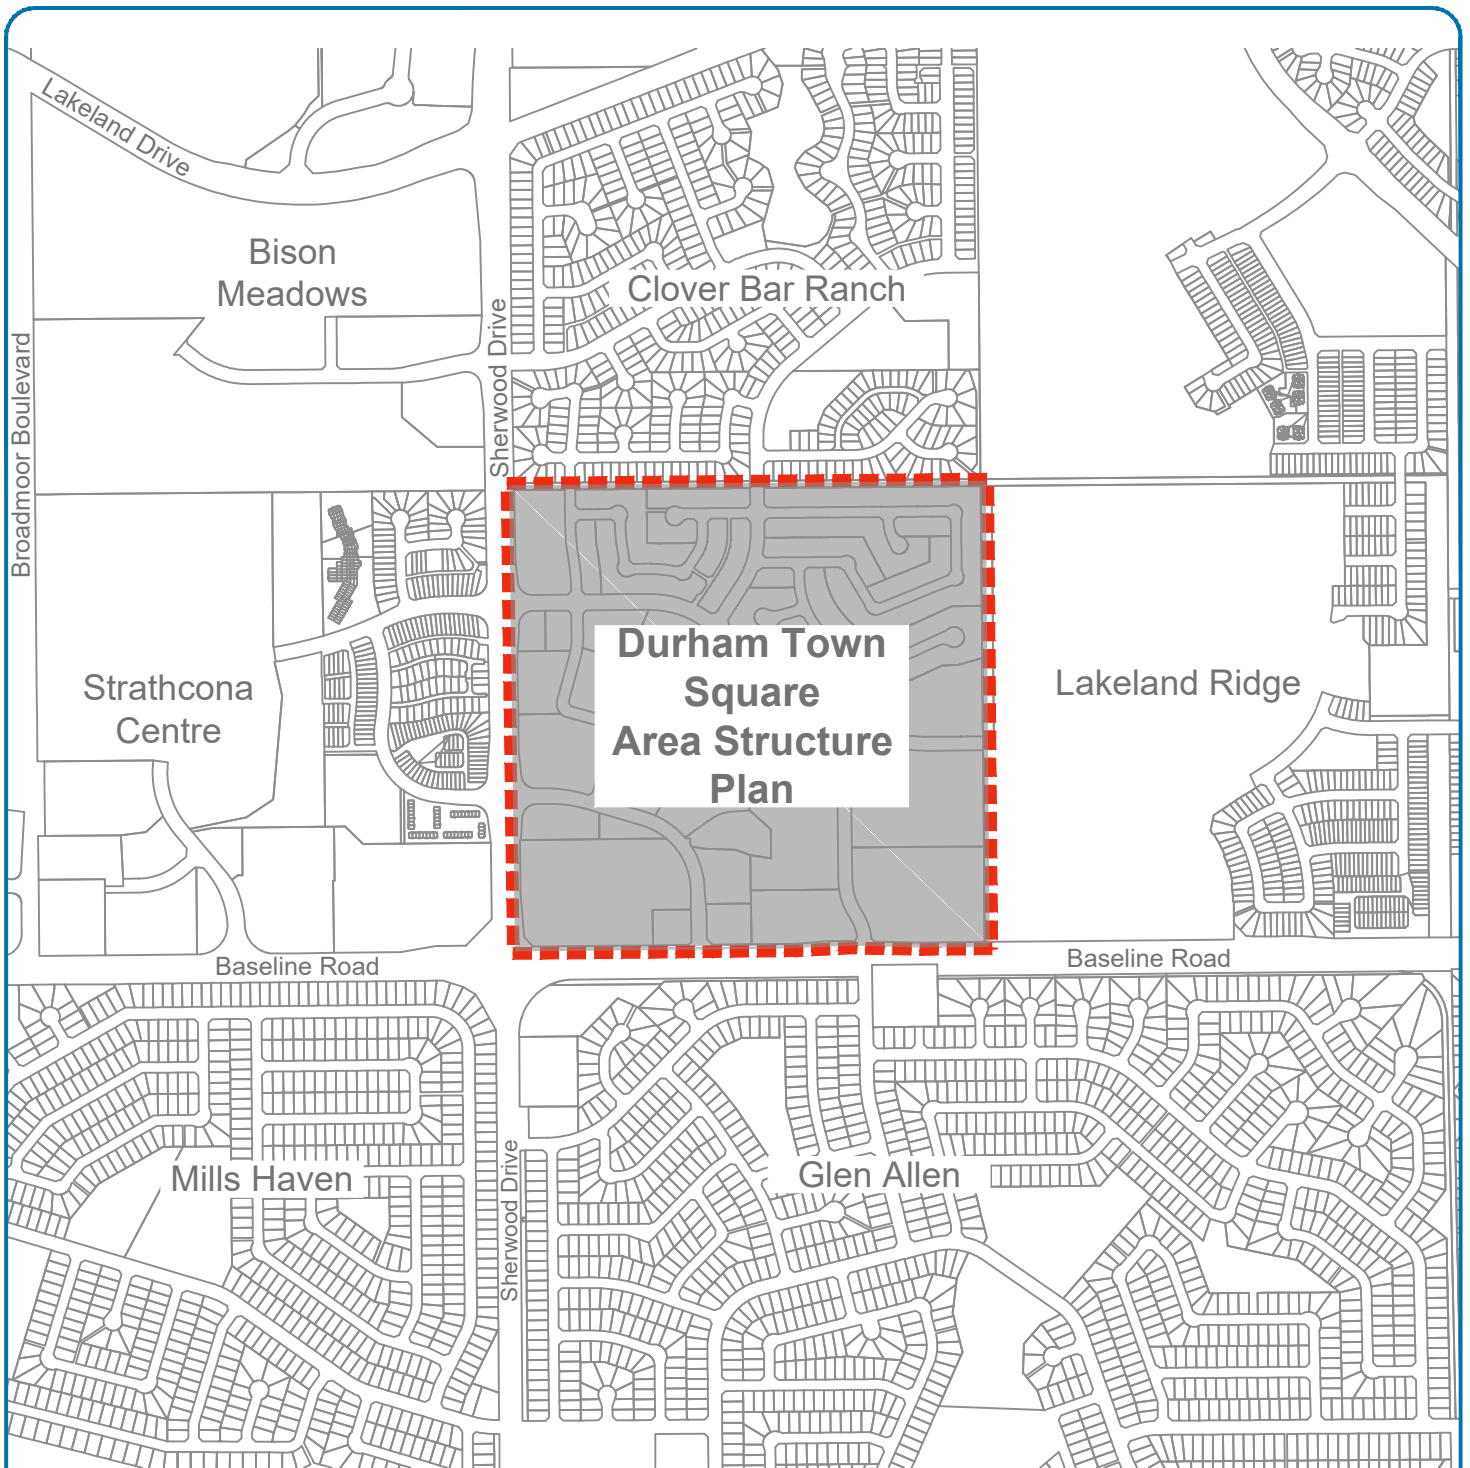 Lakeland Drive
Bison
Meadows
Clover Bar Ranch
Sherwood Drive
Broadmoor Boulevard
Durham Town
Square
Area Structure
Plan
Strathcona
Centre
Lakeland Ridge
Baseline Road
Baseline Road
Mills Haven
Sherwood Drive
Glen Allen